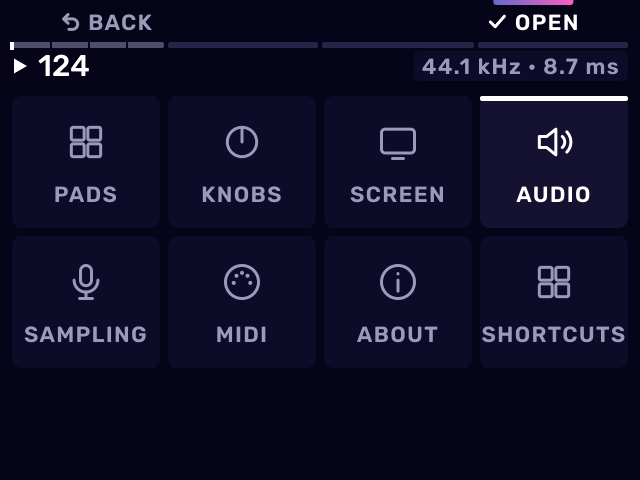 BACK
OPEN
124
44.1 kHz • 8.7 ms
PADS
KNOBS
SCREEN
AUDIO
SAMPLING
MIDI
ABOUT
SHORTCUTS